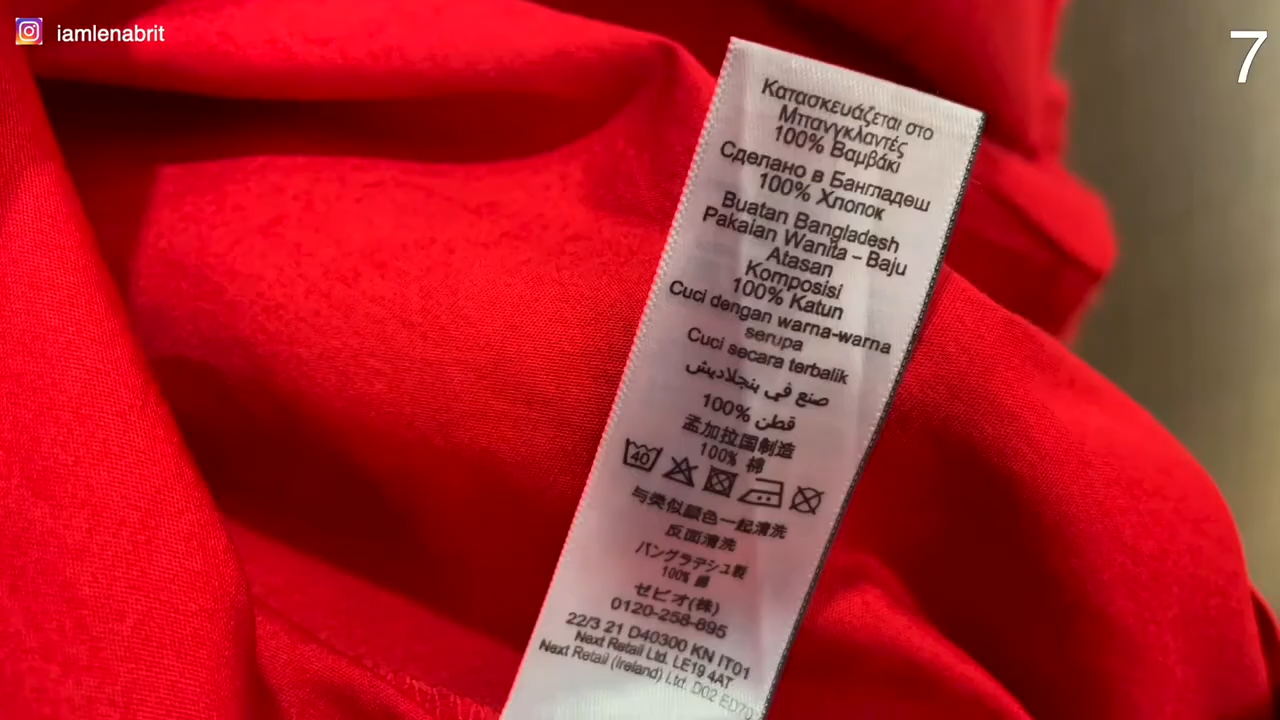 iamlenabrit
7
Κατασκευάζεται στο
Μπανγκλαντές
100% Βαμβάκι
Сделано в Бангладеш
100% Хлопок
Buatan Bangladesh
Pakaian Wanita – Baju
Atasan
Komposisi
100% Katun
Cuci dengan warna-warna
serupa
Cuci secara terbalik
صنع في بنجلاديش
100% قطن
孟加拉国制造
100% 棉
40
与类似顏色一起清洗
反面清洗
バングラデシュ製
100% 綿
ゼビオ(株)
0120-258-895
22/3 21 D40300 KN IT01
Next Retail Ltd. LE19 4AT
Next Retail (Ireland) Ltd. D02 ED70